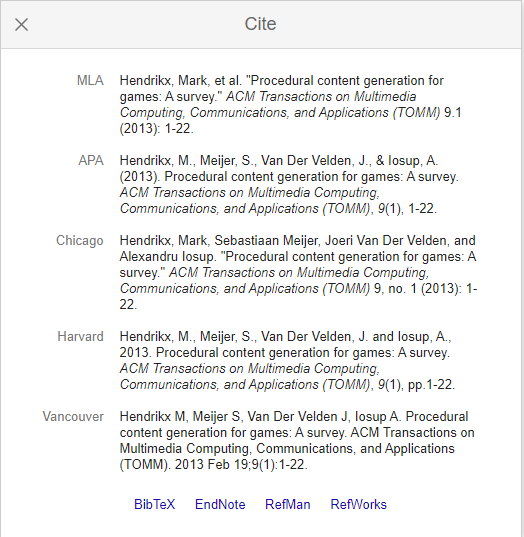 Cite
MLA
Hendrikx, Mark, et al. "Procedural content generation for
games: A survey." ACM Transactions on Multimedia
Computing, Communications, and Applications (TOMM) 9.1
(2013): 1-22.
APA
Hendrikx, M., Meijer, S., Van Der Velden, J., & Iosup, A.
(2013). Procedural content generation for games: A survey.
ACM Transactions on Multimedia Computing,
Communications, and Applications (TOMM), 9(1), 1-22.
Chicago
Hendrikx, Mark, Sebastiaan Meijer, Joeri Van Der Velden, and
Alexandru Iosup. "Procedural content generation for games: A
survey." ACM Transactions on Multimedia Computing,
Communications, and Applications (TOMM) 9, no. 1 (2013): 1-
22.
Harvard
Hendrikx, M., Meijer, S., Van Der Velden, J. and Iosup, A.,
2013. Procedural content generation for games: A survey.
ACM Transactions on Multimedia Computing,
Communications, and Applications (TOMM), 9(1), pp.1-22.
Vancouver
Hendrikx M, Meijer S, Van Der Velden J, Iosup A. Procedural
content generation for games: A survey. ACM Transactions on
Multimedia Computing, Communications, and Applications
(TOMM). 2013 Feb 19;9(1):1-22.
BibTeX EndNote RefMan RefWorks